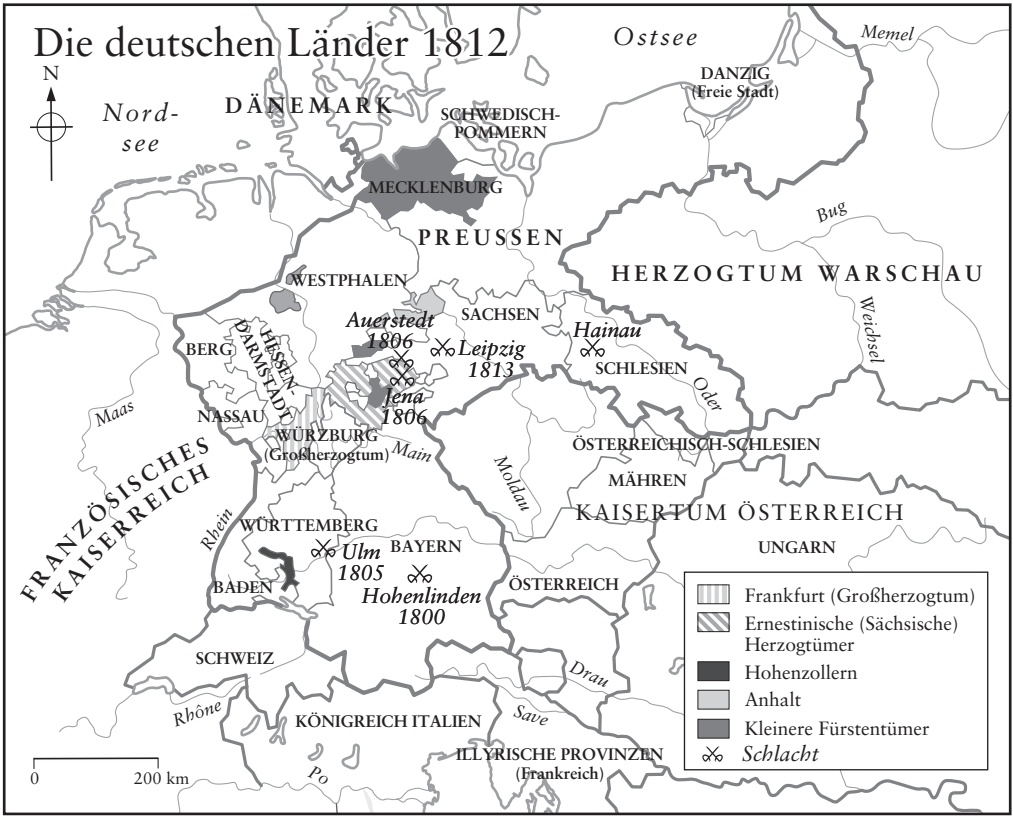 Die deutschen Länder 1812
N
Nord-
see
Ostsee
Memel
DANZIG
(Freie Stadt)
DÄNEMARK
SCHWEDISCH-
POMMERN
MECKLENBURG
PREUSSEN
Bug
HERZOGTUM WARSCHAU
Weichsel
WESTPHALEN
SACHSEN
Auerstedt
1806
Leipzig
1813
Hainau
SCHLESIEN
Oder
BERG
HESSEN
DARMSTADT
Jena
1806
NASSAU
Maas
WÜRZBURG
(Großherzogtum)
Main
ÖSTERREICHISCH-SCHLESIEN
MÄHREN
Moldau
FRANZÖSISCHES
KAISERREICH
KAISERTUM ÖSTERREICH
Rhein
WÜRTTEMBERG
Ulm
1805
BAYERN
UNGARN
BADEN
Hohenlinden
1800
ÖSTERREICH
SCHWEIZ
Drau
Rhône
KÖNIGREICH ITALIEN
Save
ILLYRISCHE PROVINZEN
(Frankreich)
Po
0 200 km
Frankfurt (Großherzogtum)
Ernestinische (Sächsische)
Herzogtümer
Hohenzollern
Anhalt
Kleinere Fürstentümer
Schlacht